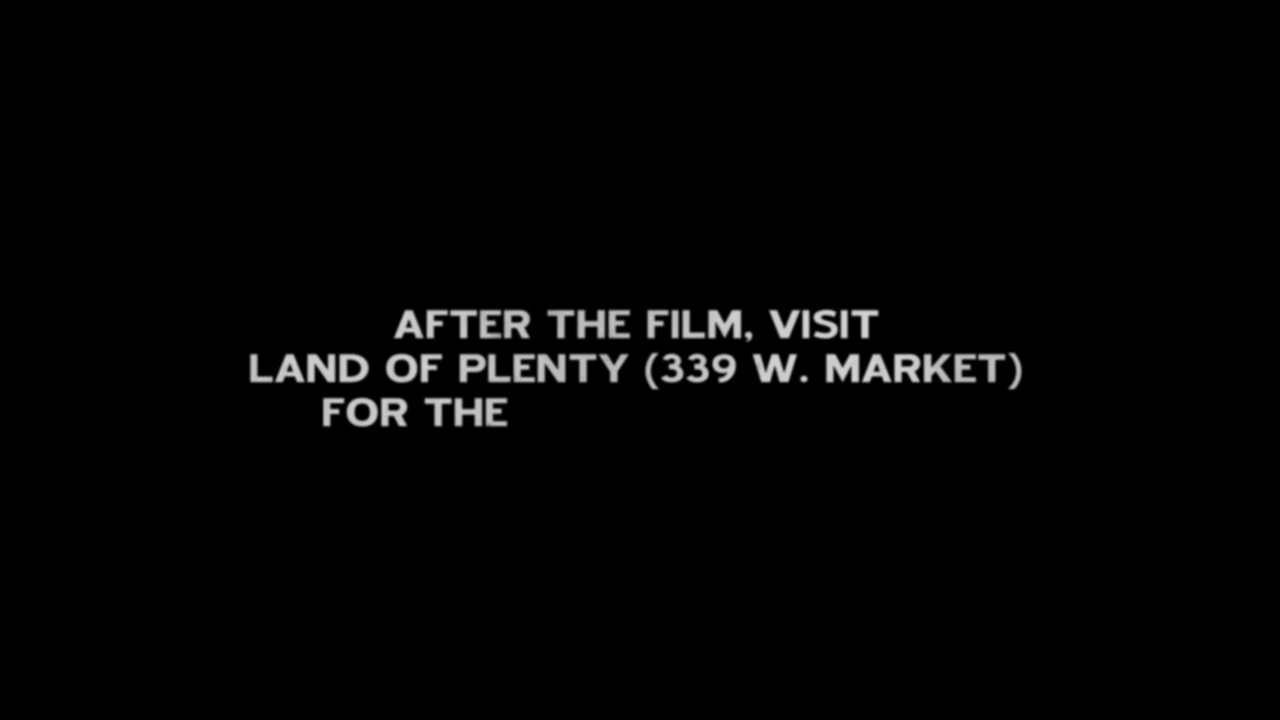 AFTER THE FILM, VISIT
LAND OF PLENTY (339 W. MARKET)
FOR THE